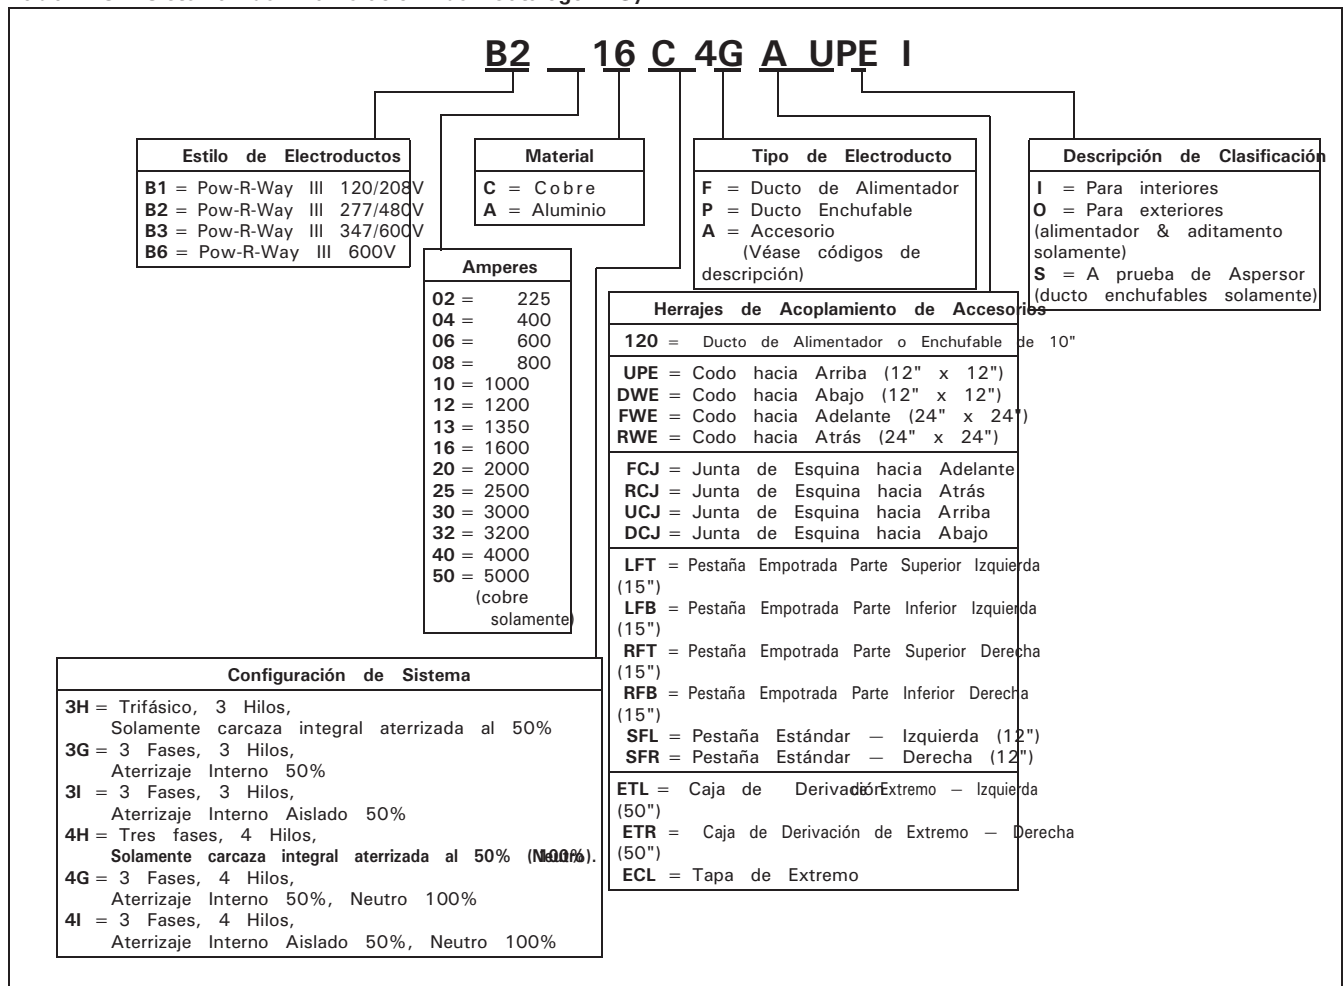 B2 __ 16 C 4G A UPE I
Estilo de Electroductos
B1 = Pow-R-Way III 120/208V
B2 = Pow-R-Way III 277/480V
B3 = Pow-R-Way III 347/600V
B6 = Pow-R-Way III 600V
Material
C = Cobre
A = Aluminio
Tipo de Electroducto
F = Ducto de Alimentador
P = Ducto Enchufable
A = Accesorio
(Véase códigos de
descripción)
Descripción de Clasificación
I = Para interiores
O = Para exteriores
(alimentador & aditamento
solamente)
S = A prueba de Aspersor
(ducto enchufables solamente)
Amperes
02 = 225
04 = 400
06 = 600
08 = 800
10 = 1000
12 = 1200
13 = 1350
16 = 1600
20 = 2000
25 = 2500
30 = 3000
32 = 3200
40 = 4000
50 = 5000
(cobre
solamente)
Herrajes de Acoplamiento de Accesorios
120 = Ducto de Alimentador o Enchufable de 10"
UPE = Codo hacia Arriba (12" x 12")
DWE = Codo hacia Abajo (12" x 12")
FWE = Codo hacia Adelante (24" x 24")
RWE = Codo hacia Atrás (24" x 24")
FCJ = Junta de Esquina hacia Adelante
RCJ = Junta de Esquina hacia Atrás
UCJ = Junta de Esquina hacia Arriba
DCJ = Junta de Esquina hacia Abajo
LFT = Pestaña Empotrada Parte Superior Izquierda
(15")
LFB = Pestaña Empotrada Parte Inferior Izquierda
(15")
RFT = Pestaña Empotrada Parte Superior Derecha
(15")
RFB = Pestaña Empotrada Parte Inferior Derecha
(15")
SFL = Pestaña Estándar — Izquierda (12")
SFR = Pestaña Estándar — Derecha (12")
ETL = Caja de Derivación de Extremo — Izquierda
(50")
ETR = Caja de Derivación de Extremo — Derecha
(50")
ECL = Tapa de Extremo
Configuración de Sistema
3H = Trifásico, 3 Hilos,
Solamente carcaza integral aterrizada al 50%
3G = 3 Fases, 3 Hilos,
Aterrizaje Interno 50%
3I = 3 Fases, 3 Hilos,
Aterrizaje Interno Aislado 50%
4H = Tres fases, 4 Hilos,
Solamente carcaza integral aterrizada al 50% (Neutro 100%).
4G = 3 Fases, 4 Hilos,
Aterrizaje Interno 50%, Neutro 100%
4I = 3 Fases, 4 Hilos,
Aterrizaje Interno Aislado 50%, Neutro 100%